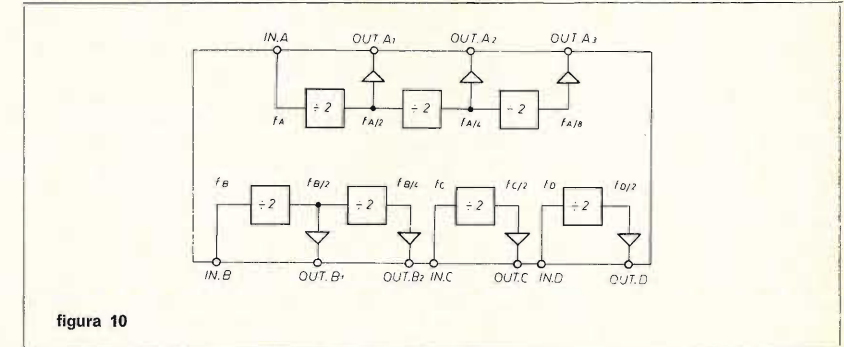 IN.A OUT.A1 OUT.A2 OUT.A3
÷2 ÷2 ÷2
fA fA/2 fA/4 fA/8
fB fB/2 fB/4 fC fC/2 fD fD/2
÷2 ÷2 ÷2 ÷2
IN.B OUT.B1 OUT.B2 IN.C OUT.C IN.D OUT.D
figura 10